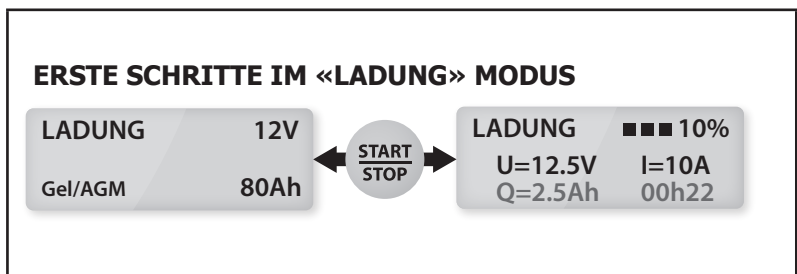 ERSTE SCHRITTE IM «LADUNG» MODUS
LADUNG 12V
Gel/AGM 80Ah
START
STOP
LADUNG 10%
U=12.5V I=10A
Q=2.5Ah 00h22